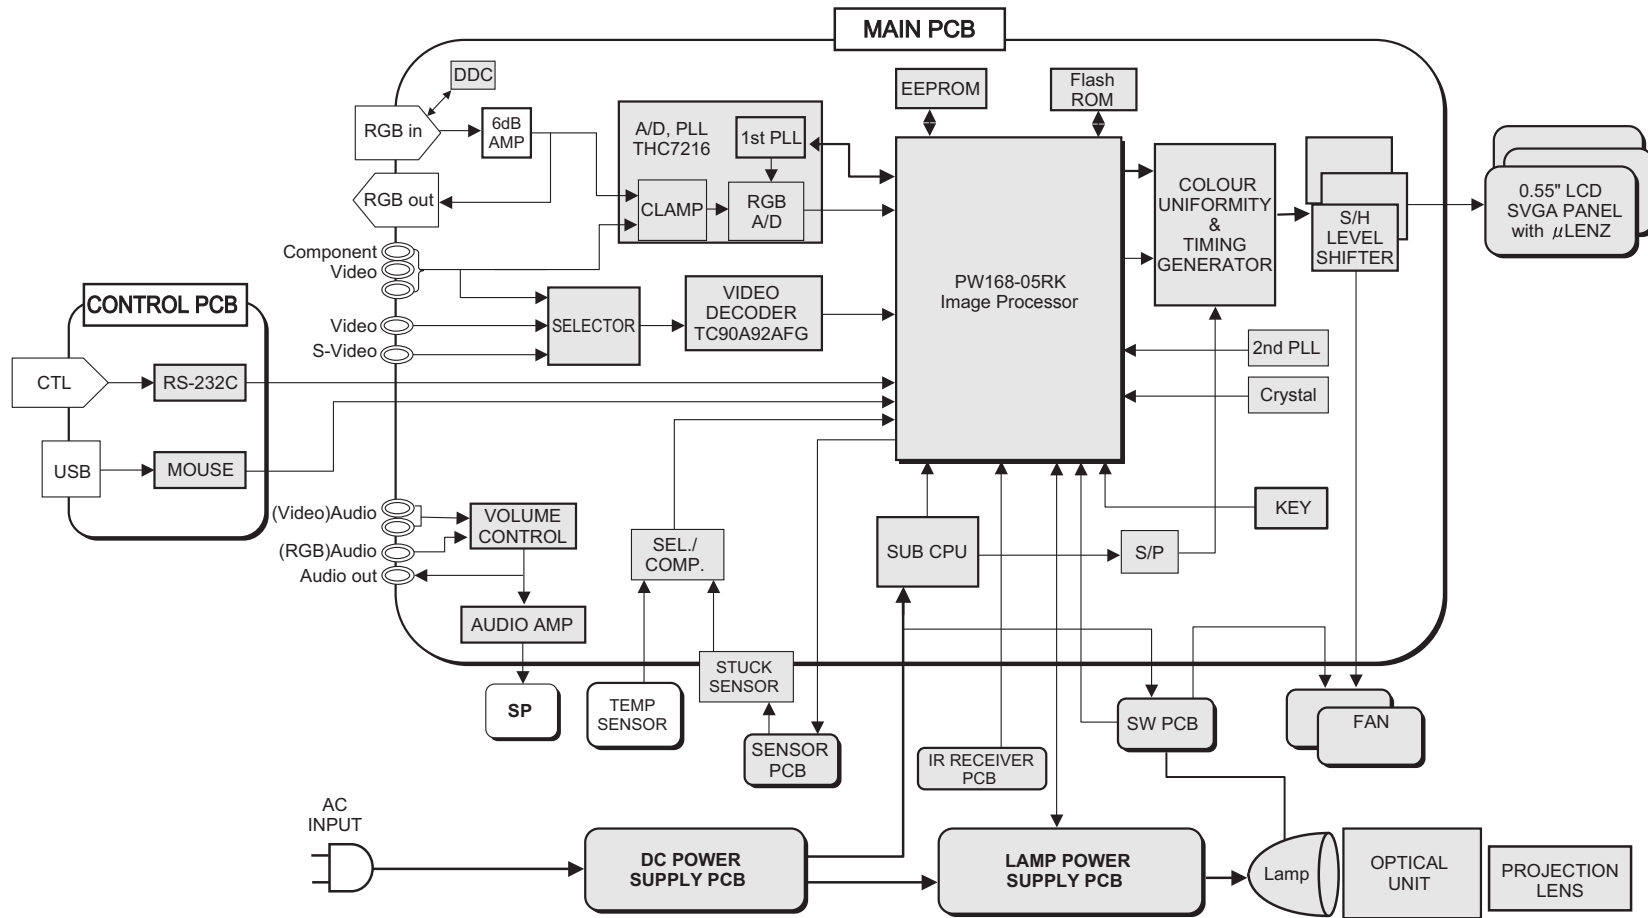 MAIN PCB
DDC
RGB in
6dB
AMP
RGB out
A/D, PLL
THC7216
1st PLL
CLAMP
RGB
A/D
EEPROM
Flash
ROM
PW168-05RK
Image Processor
COLOUR
UNIFORMITY
&
TIMING
GENERATOR
S/H
LEVEL
SHIFTER
0.55" LCD
SVGA PANEL
with μLENZ
Component
Video
Video
S-Video
SELECTOR
VIDEO
DECODER
TC90A92AFG
2nd PLL
Crystal
CONTROL PCB
CTL
RS-232C
USB
MOUSE
(Video)Audio
(RGB)Audio
Audio out
VOLUME
CONTROL
AUDIO AMP
SP
SEL./
COMP.
TEMP
SENSOR
STUCK
SENSOR
SENSOR
PCB
SUB CPU
S/P
KEY
IR RECEIVER
PCB
SW PCB
FAN
AC
INPUT
DC POWER
SUPPLY PCB
LAMP POWER
SUPPLY PCB
Lamp
OPTICAL
UNIT
PROJECTION
LENS